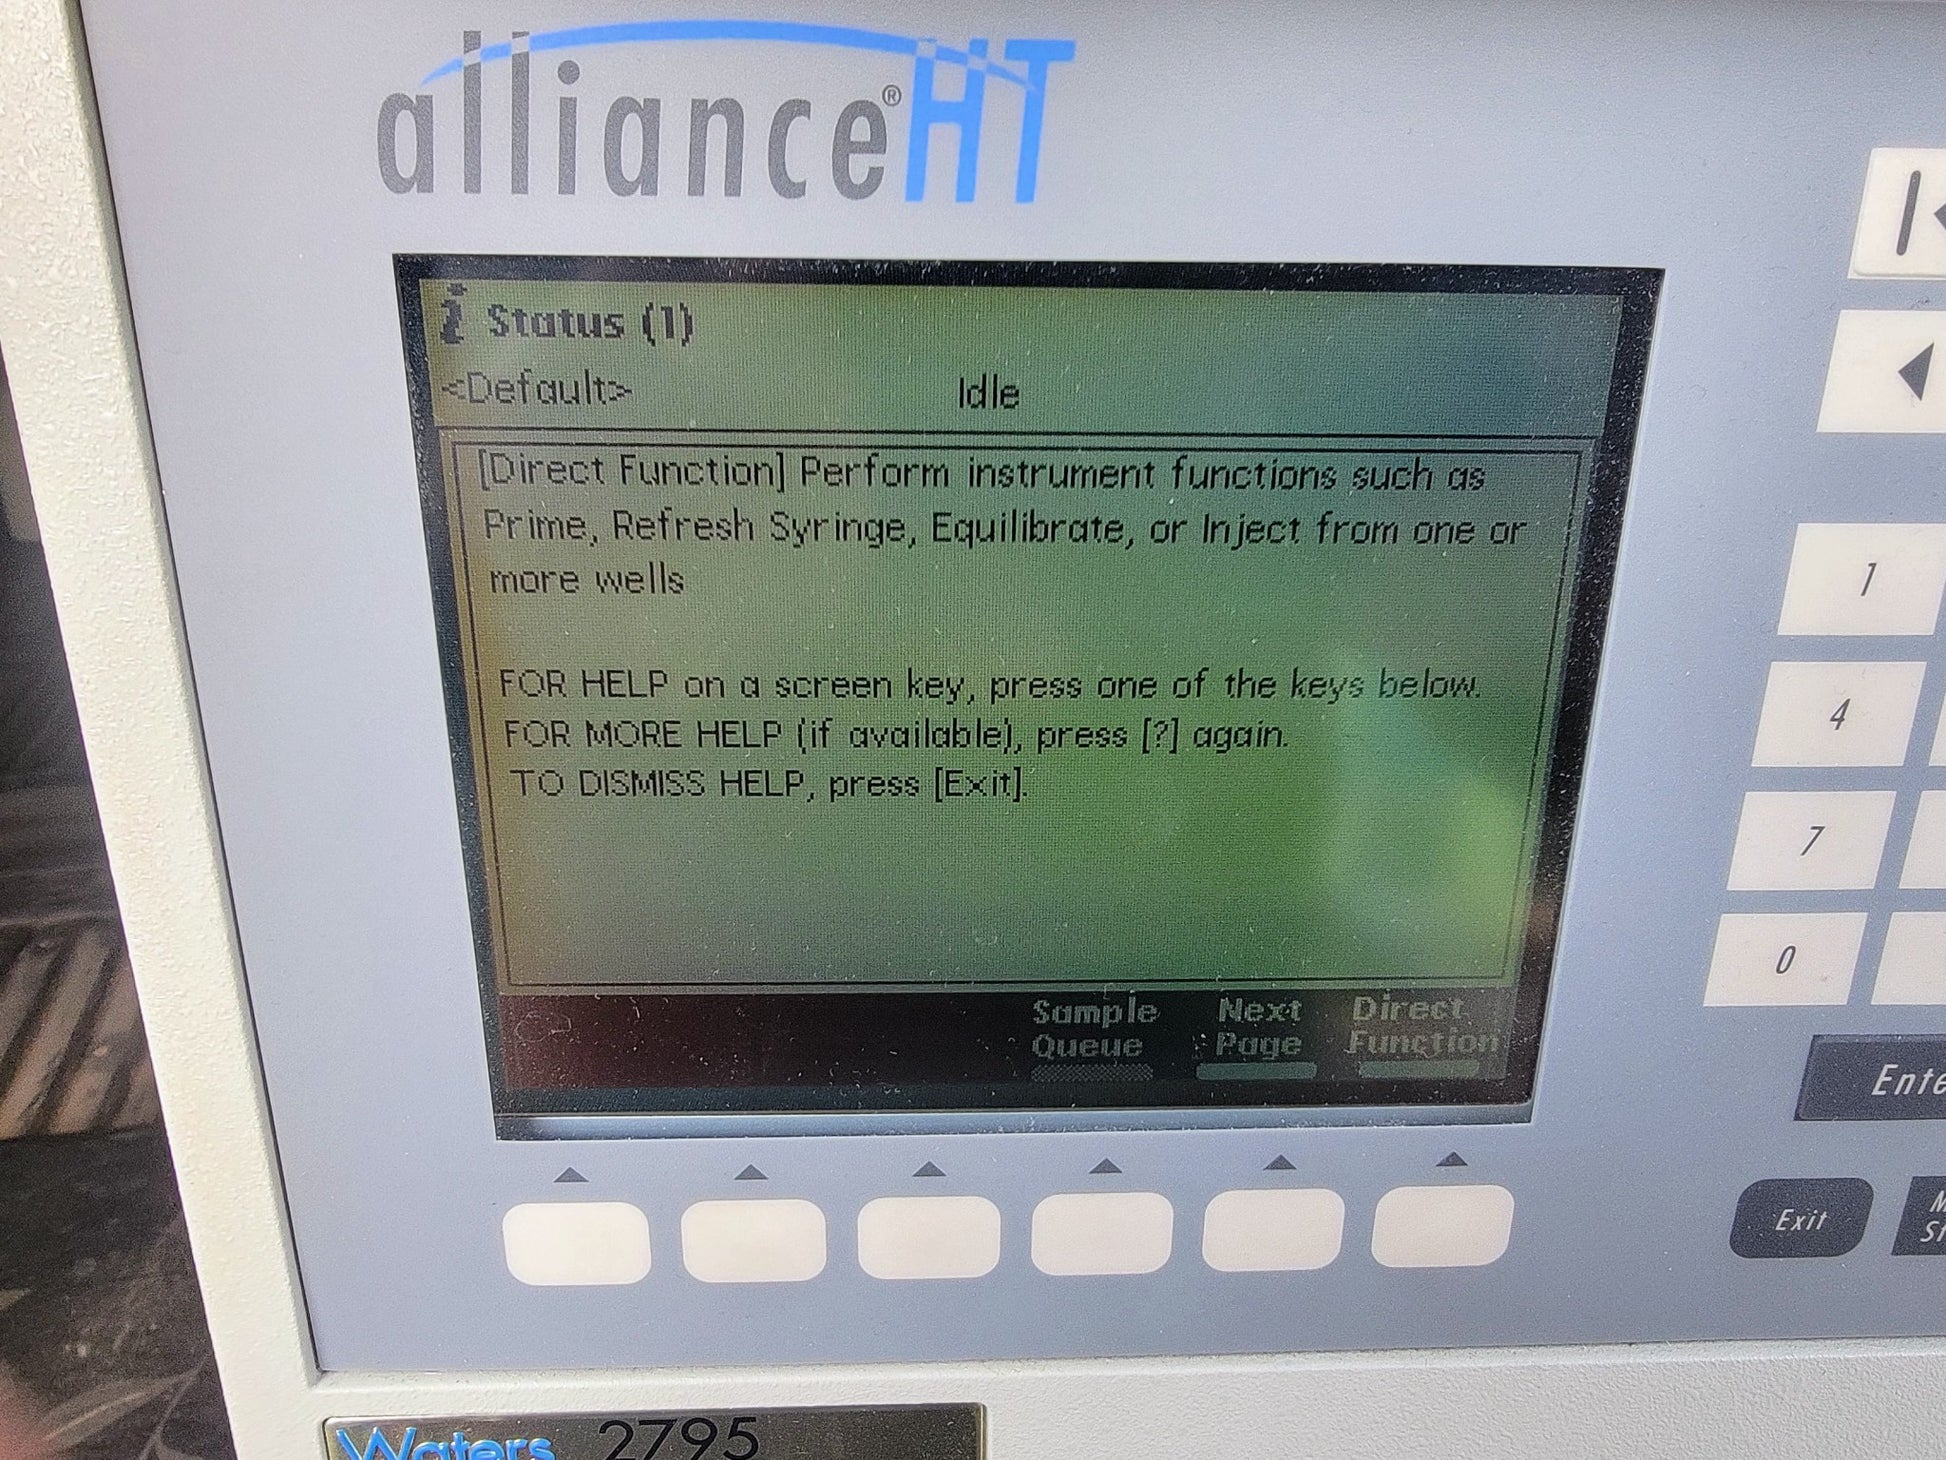 alliance® HT
i Status (1)
<Default> Idle
[Direct Function] Perform instrument functions such as
Prime, Refresh Syringe, Equilibrate, or Inject from one or
more wells
FOR HELP on a screen key, press one of the keys below.
FOR MORE HELP (if available), press [?] again.
TO DISMISS HELP, press [Exit].
Sample Queue
Next Page
Direct Function
1
4
7
0
Exit
Waters 2795